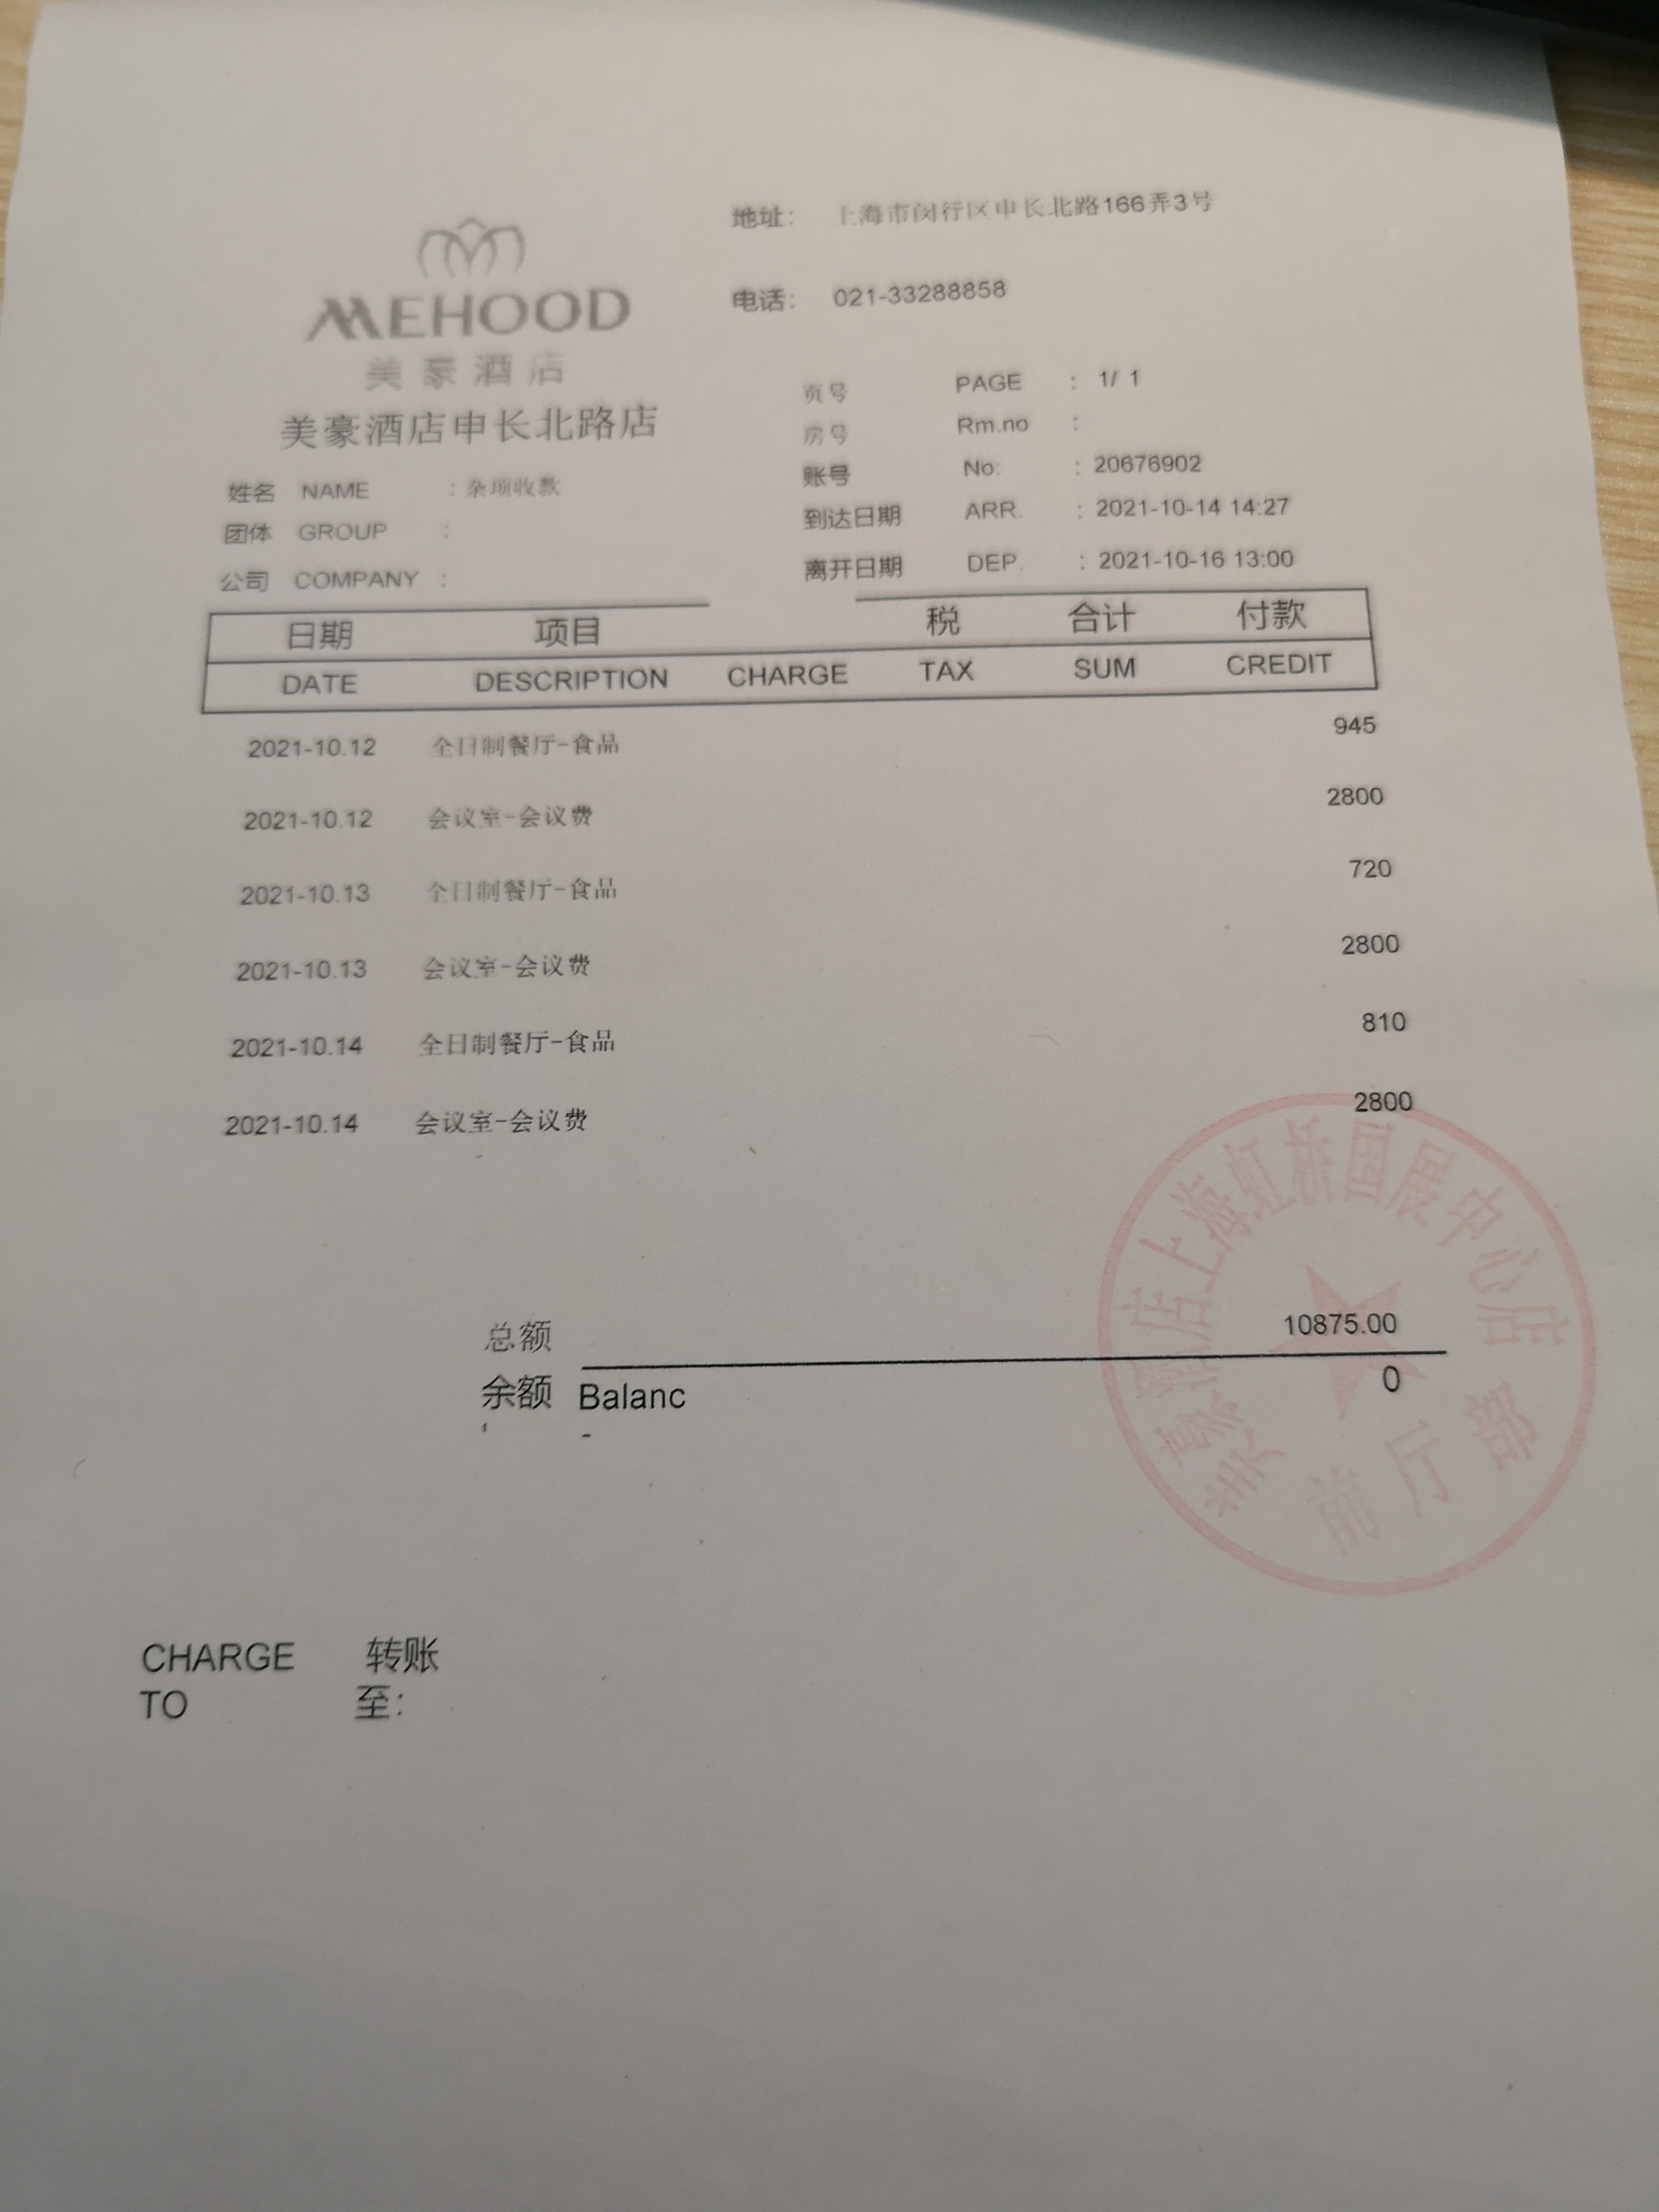 地址： 上海市闵行区申长北路166弄3号
电话： 021-33288858
MEHOOD
美豪酒店
美豪酒店申长北路店
页号 PAGE : 1/ 1
房号 Rm.no :
账号 No: : 20676902
到达日期 ARR. : 2021-10-14 14:27
离开日期 DEP. : 2021-10-16 13:00
姓名 NAME : 杂项收款
团体 GROUP :
公司 COMPANY :
日期 项目 税 合计 付款
DATE DESCRIPTION CHARGE TAX SUM CREDIT
2021-10.12 全日制餐厅-食品 945
2021-10.12 会议室-会议费 2800
2021-10.13 全日制餐厅-食品 720
2021-10.13 会议室-会议费 2800
2021-10.14 全日制餐厅-食品 810
2021-10.14 会议室-会议费 2800
总额 10875.00
余额 Balanc 0
美豪酒店上海虹桥国展中心店
前厅部
CHARGE 转账
TO 至：